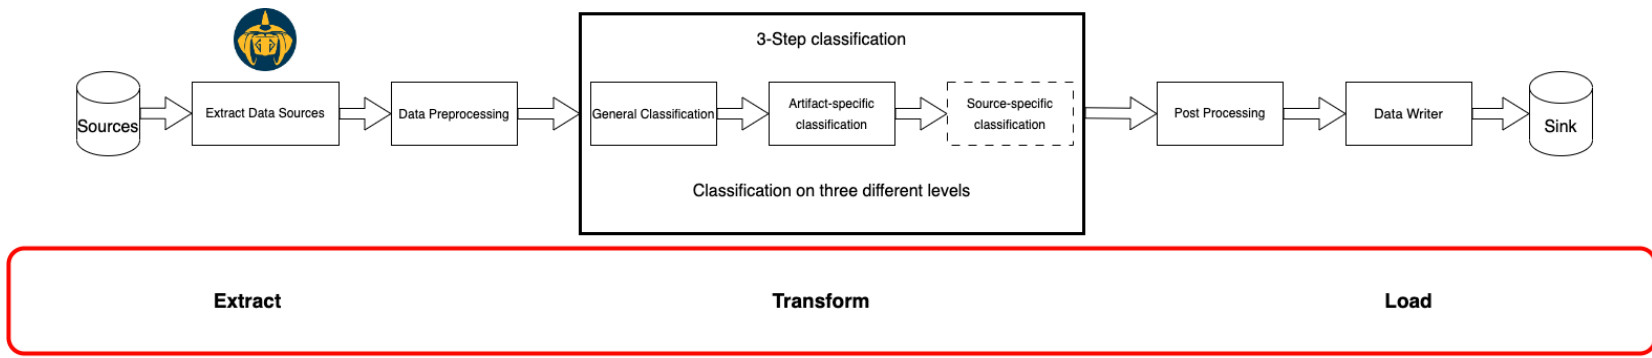 3-Step classification
Sources
Extract Data Sources
Data Preprocessing
General Classification
Artifact-specific
classification
Source-specific
classification
Post Processing
Data Writer
Sink
Classification on three different levels
Extract
Transform
Load